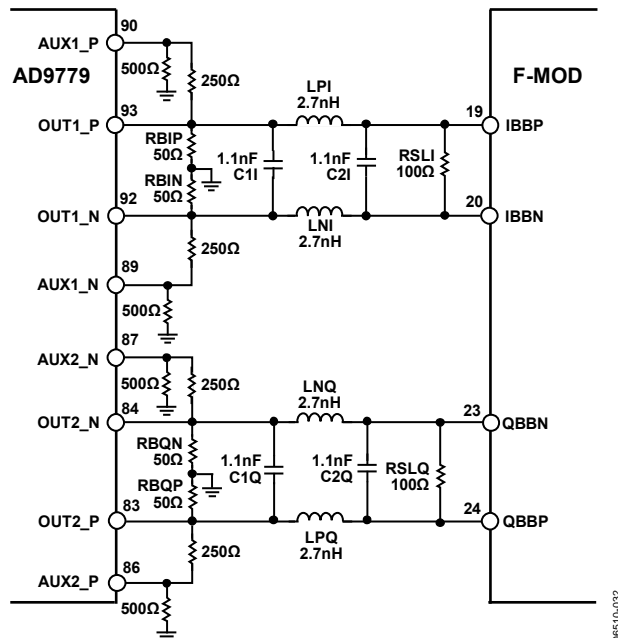 90
AUX1_P
AD9779
F-MOD
500Ω
250Ω
LPI
2.7nH
93
19
OUT1_P
IBBP
RBIP
50Ω
1.1nF
C1I
1.1nF
C2I
RSLI
100Ω
RBIN
50Ω
92
20
OUT1_N
IBBN
LNI
2.7nH
250Ω
89
AUX1_N
500Ω
87
AUX2_N
500Ω
250Ω
LNQ
2.7nH
84
23
OUT2_N
QBBN
RBQN
50Ω
1.1nF
C1Q
1.1nF
C2Q
RSLQ
100Ω
RBQP
50Ω
83
24
OUT2_P
QBBP
LPQ
2.7nH
250Ω
86
AUX2_P
500Ω
06510-032